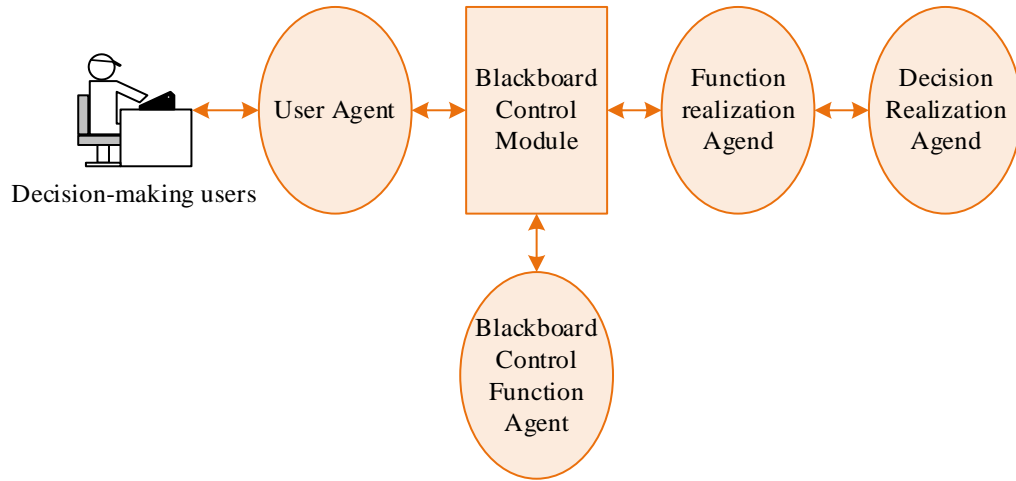 Decision-making users
User Agent
Blackboard
Control
Module
Function
realization
Agend
Decision
Realization
Agend
Blackboard
Control
Function
Agent